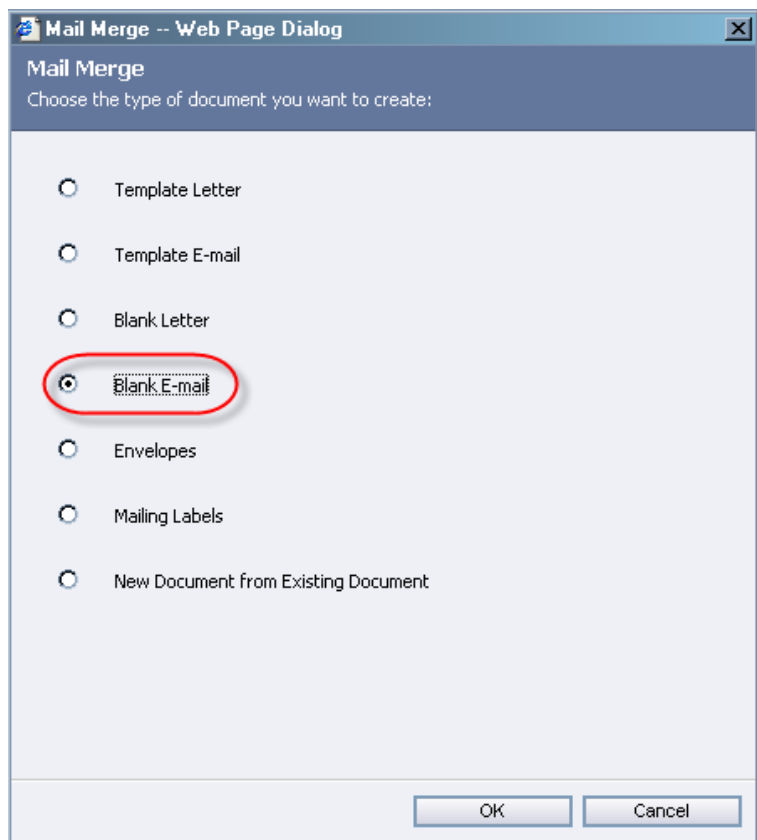 Mail Merge -- Web Page Dialog
Mail Merge
Choose the type of document you want to create:
Template Letter
Template E-mail
Blank Letter
Blank E-mail
Envelopes
Mailing Labels
New Document from Existing Document
OK
Cancel